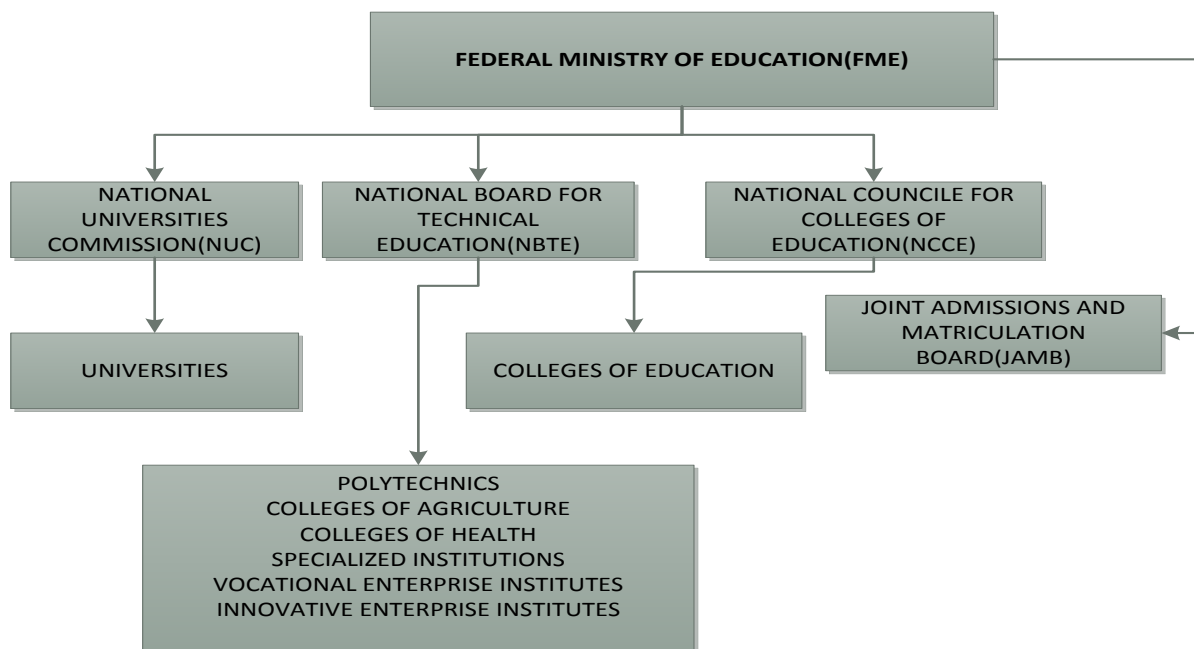 FEDERAL MINISTRY OF EDUCATION(FME)
NATIONAL
UNIVERSITIES
COMMISSION(NUC)
NATIONAL BOARD FOR
TECHNICAL
EDUCATION(NBTE)
NATIONAL COUNCILE FOR
COLLEGES OF
EDUCATION(NCCE)
JOINT ADMISSIONS AND
MATRICULATION
BOARD(JAMB)
UNIVERSITIES
COLLEGES OF EDUCATION
POLYTECHNICS
COLLEGES OF AGRICULTURE
COLLEGES OF HEALTH
SPECIALIZED INSTITUTIONS
VOCATIONAL ENTERPRISE INSTITUTES
INNOVATIVE ENTERPRISE INSTITUTES